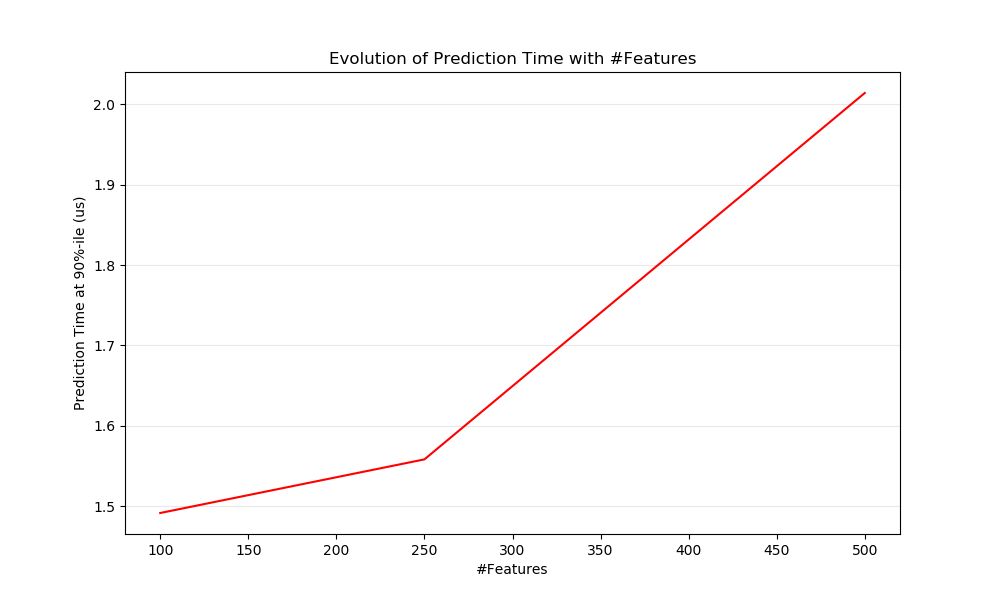 Evolution of Prediction Time with #Features
Prediction Time at 90%-ile (us)
2.0
1.9
1.8
1.7
1.6
1.5
100 150 200 250 300 350 400 450 500
#Features